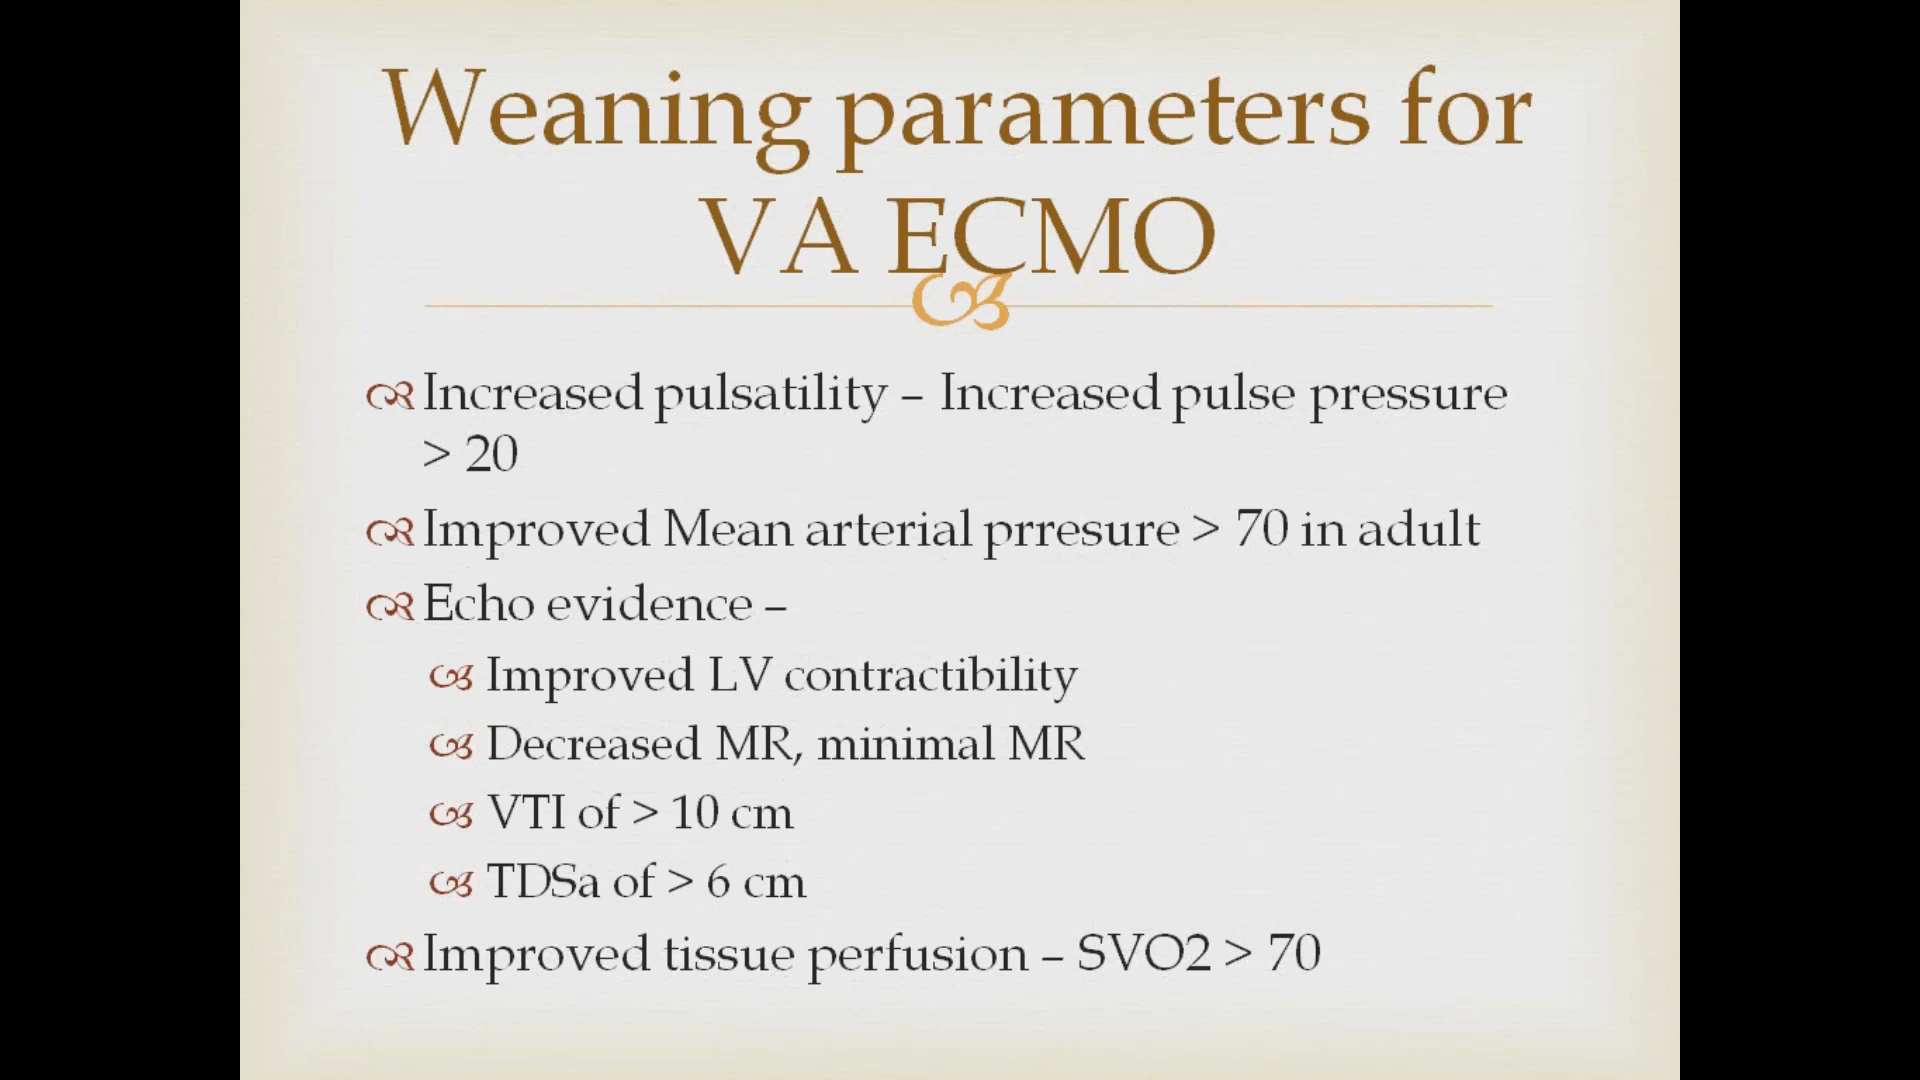 Weaning parameters for
VA ECMO
Increased pulsatility – Increased pulse pressure
> 20
Improved Mean arterial prresure > 70 in adult
Echo evidence –
Improved LV contractibility
Decreased MR, minimal MR
VTI of > 10 cm
TDSa of > 6 cm
Improved tissue perfusion – SVO2 > 70